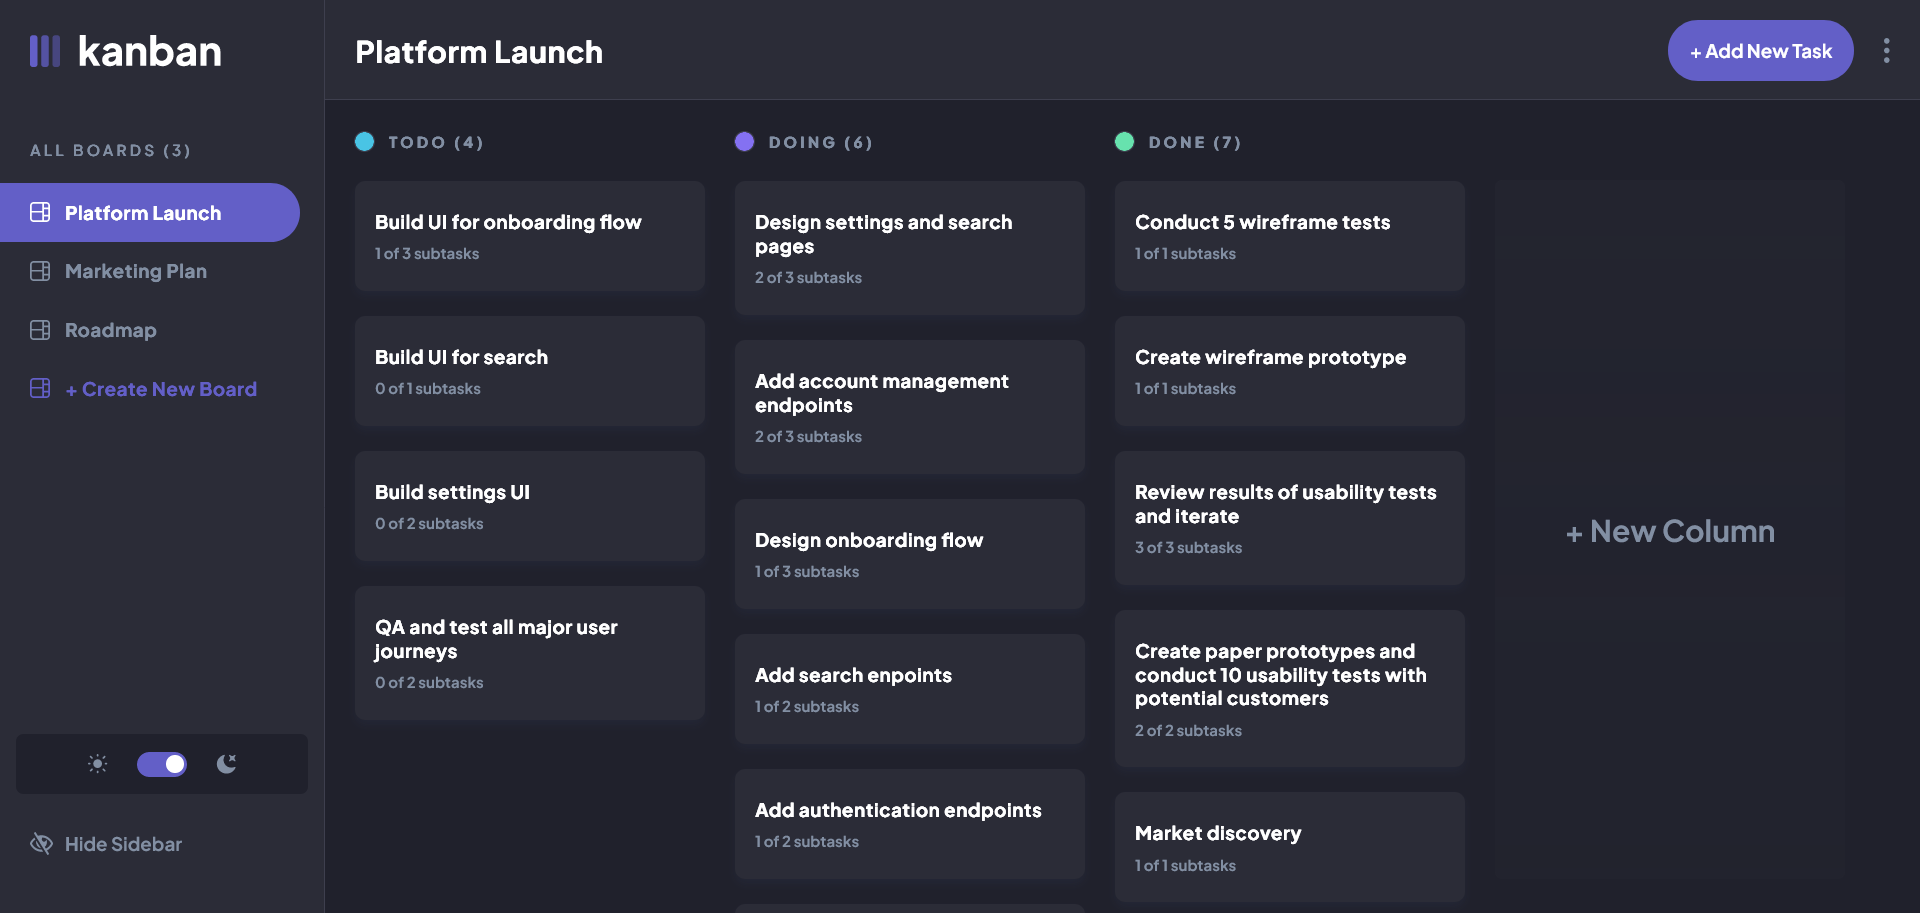 kanban
ALL BOARDS (3)
Platform Launch
Marketing Plan
Roadmap
+ Create New Board
Hide Sidebar
Platform Launch
+ Add New Task
TODO (4)
Build UI for onboarding flow
1 of 3 subtasks
Build UI for search
0 of 1 subtasks
Build settings UI
0 of 2 subtasks
QA and test all major user
journeys
0 of 2 subtasks
DOING (6)
Design settings and search
pages
2 of 3 subtasks
Add account management
endpoints
2 of 3 subtasks
Design onboarding flow
1 of 3 subtasks
Add search enpoints
1 of 2 subtasks
Add authentication endpoints
1 of 2 subtasks
DONE (7)
Conduct 5 wireframe tests
1 of 1 subtasks
Create wireframe prototype
1 of 1 subtasks
Review results of usability tests
and iterate
3 of 3 subtasks
Create paper prototypes and
conduct 10 usability tests with
potential customers
2 of 2 subtasks
Market discovery
1 of 1 subtasks
+ New Column